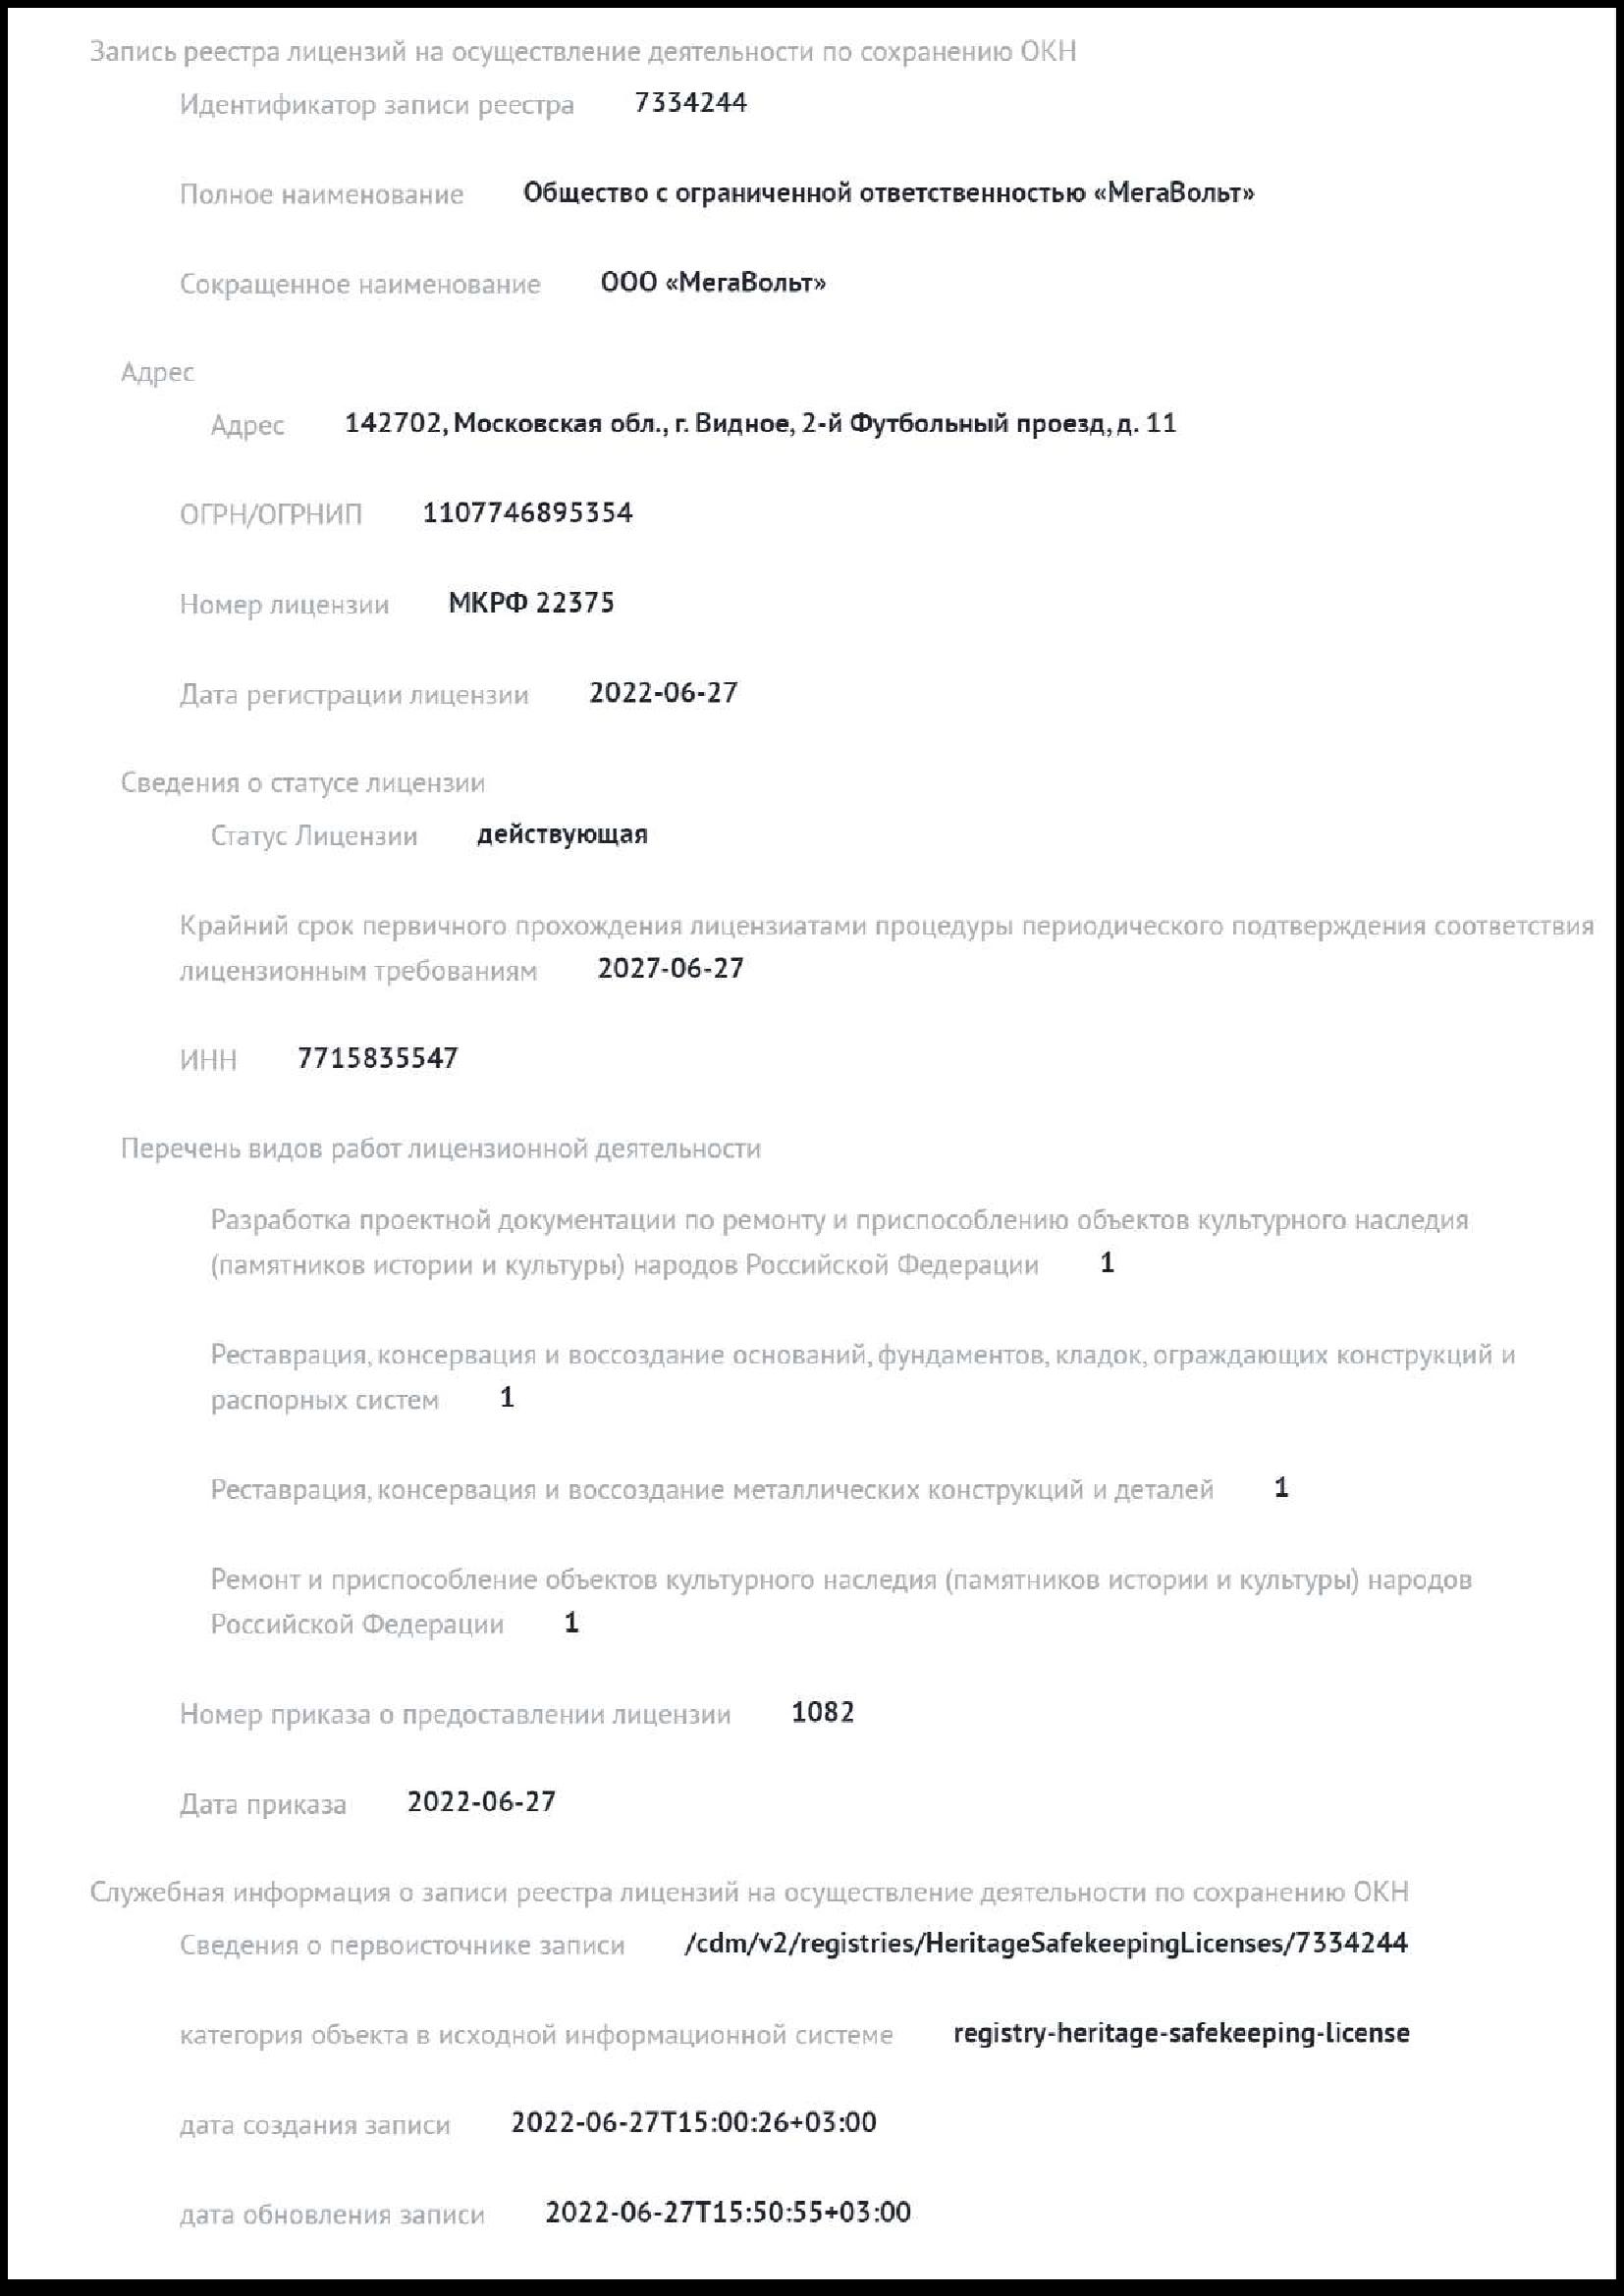 Запись реестра лицензий на осуществление деятельности по сохранению ОКН
Идентификатор записи реестра 7334244
Полное наименование Общество с ограниченной ответственностью «МегаВольт»
Сокращенное наименование ООО «МегаВольт»
Адрес
Адрес 142702, Московская обл., г. Видное, 2-й Футбольный проезд, д. 11
ОГРН/ОГРНИП 1107746895354
Номер лицензии МКРФ 22375
Дата регистрации лицензии 2022-06-27
Сведения о статусе лицензии
Статус Лицензии действующая
Крайний срок первичного прохождения лицензиатами процедуры периодического подтверждения соответствия
лицензионным требованиям 2027-06-27
ИНН 7715835547
Перечень видов работ лицензионной деятельности
Разработка проектной документации по ремонту и приспособлению объектов культурного наследия
(памятников истории и культуры) народов Российской Федерации 1
Реставрация, консервация и воссоздание оснований, фундаментов, кладок, ограждающих конструкций и
распорных систем 1
Реставрация, консервация и воссоздание металлических конструкций и деталей 1
Ремонт и приспособление объектов культурного наследия (памятников истории и культуры) народов
Российской Федерации 1
Номер приказа о предоставлении лицензии 1082
Дата приказа 2022-06-27
Служебная информация о записи реестра лицензий на осуществление деятельности по сохранению ОКН
Сведения о первоисточнике записи /cdm/v2/registries/HeritageSafekeepingLicenses/7334244
категория объекта в исходной информационной системе registry-heritage-safekeeping-license
дата создания записи 2022-06-27T15:00:26+03:00
дата обновления записи 2022-06-27T15:50:55+03:00